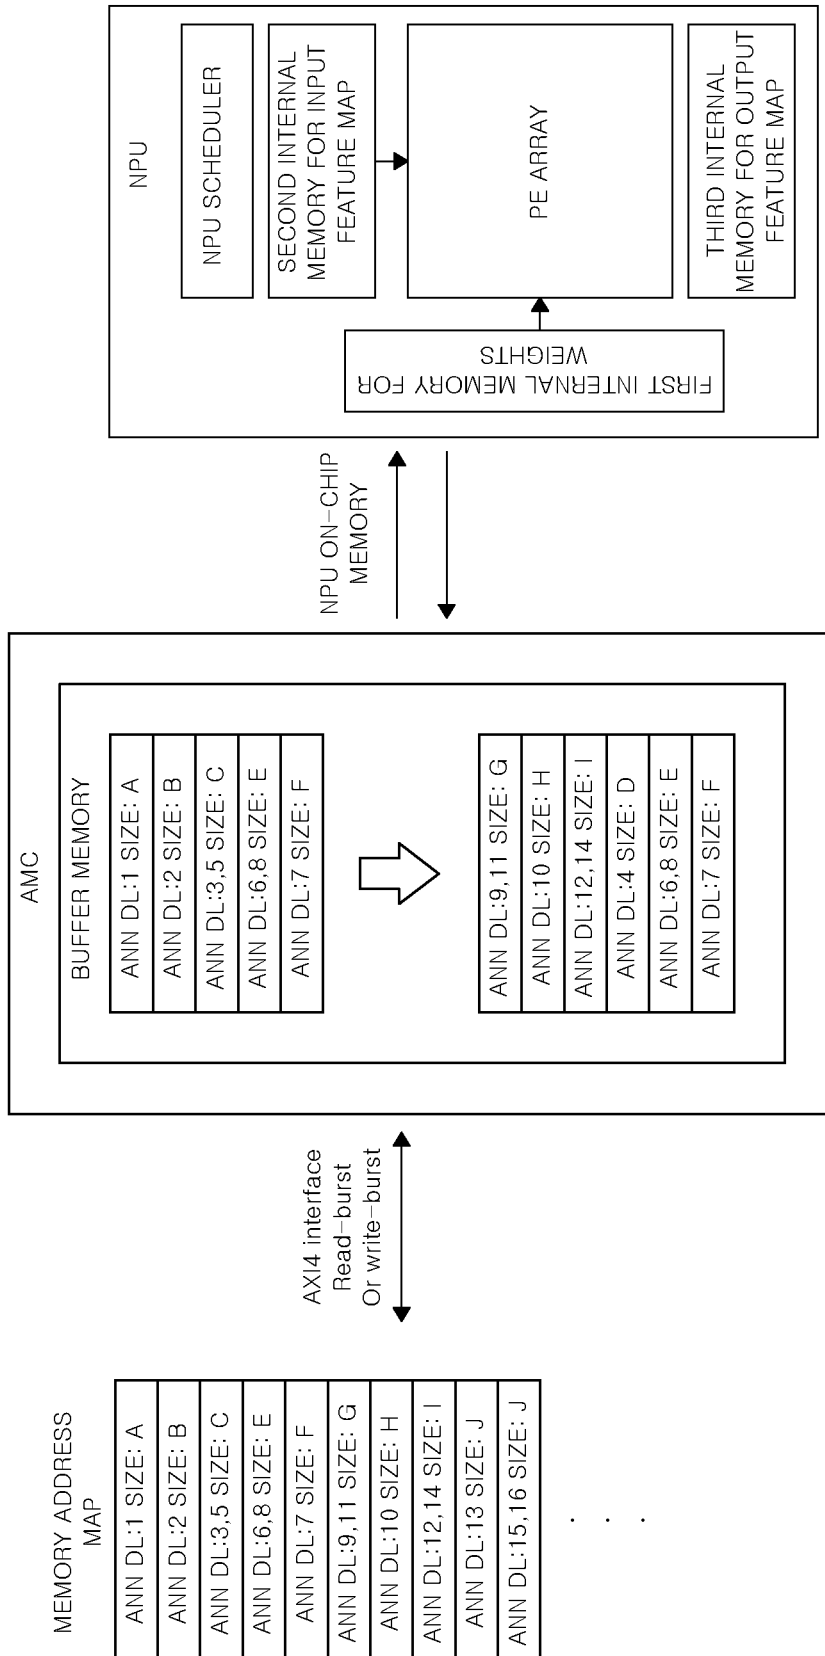 MEMORY ADDRESS
MAP
ANN DL:1 SIZE: A
ANN DL:2 SIZE: B
ANN DL:3,5 SIZE: C
ANN DL:6,8 SIZE: E
ANN DL:7 SIZE: F
ANN DL:9,11 SIZE: G
ANN DL:10 SIZE: H
ANN DL:12,14 SIZE: I
ANN DL:13 SIZE: J
ANN DL:15,16 SIZE: J
. . .
AXI4 interface
Read-burst
Or write-burst
AMC
BUFFER MEMORY
ANN DL:1 SIZE: A
ANN DL:2 SIZE: B
ANN DL:3,5 SIZE: C
ANN DL:6,8 SIZE: E
ANN DL:7 SIZE: F
ANN DL:9,11 SIZE: G
ANN DL:10 SIZE: H
ANN DL:12,14 SIZE: I
ANN DL:4 SIZE: D
ANN DL:6,8 SIZE: E
ANN DL:7 SIZE: F
NPU ON-CHIP
MEMORY
NPU
NPU SCHEDULER
SECOND INTERNAL
MEMORY FOR INPUT
FEATURE MAP
FIRST INTERNAL MEMORY FOR
WEIGHTS
PE ARRAY
THIRD INTERNAL
MEMORY FOR OUTPUT
FEATURE MAP